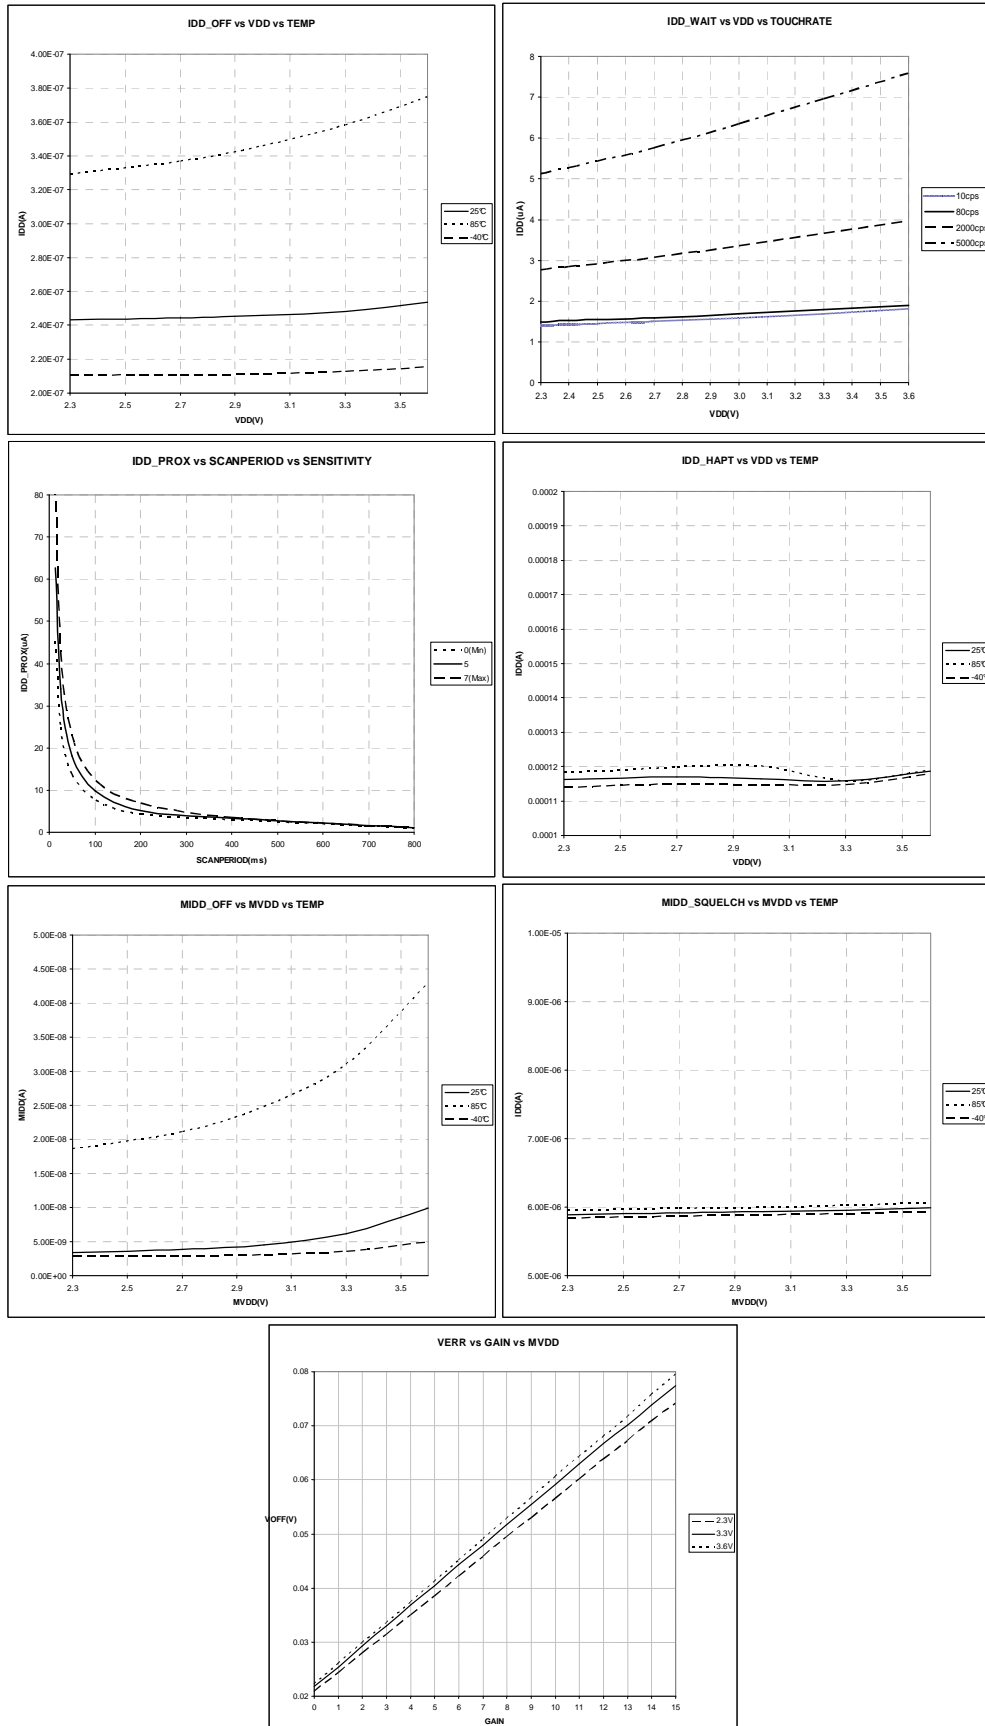 IDD_OFF vs VDD vs TEMP
4.00E-07
3.80E-07
3.60E-07
3.40E-07
3.20E-07
3.00E-07
2.80E-07
2.60E-07
2.40E-07
2.20E-07
2.00E-07
IDD(A)
2.3 2.5 2.7 2.9 3.1 3.3 3.5
VDD(V)
25°C
85°C
-40°C
IDD_WAIT vs VDD vs TOUCHRATE
8
7
6
5
4
3
2
1
0
IDD(uA)
2.3 2.4 2.5 2.6 2.7 2.8 2.9 3.0 3.1 3.2 3.3 3.4 3.5 3.6
VDD(V)
10cps
80cps
2000cps
5000cps
IDD_PROX vs SCANPERIOD vs SENSITIVITY
80
70
60
50
40
30
20
10
0
IDD_PROX(uA)
0 100 200 300 400 500 600 700 800
SCANPERIOD(ms)
0(Min)
5
7(Max)
IDD_HAPT vs VDD vs TEMP
0.0002
0.00019
0.00018
0.00017
0.00016
0.00015
0.00014
0.00013
0.00012
0.00011
0.0001
IDD(A)
2.3 2.5 2.7 2.9 3.1 3.3 3.5
VDD(V)
25°C
85°C
-40°
MIDD_OFF vs MVDD vs TEMP
5.00E-08
4.50E-08
4.00E-08
3.50E-08
3.00E-08
2.50E-08
2.00E-08
1.50E-08
1.00E-08
5.00E-09
0.00E+00
MIDD(A)
2.3 2.5 2.7 2.9 3.1 3.3 3.5
MVDD(V)
25°C
85°C
-40°C
MIDD_SQUELCH vs MVDD vs TEMP
1.00E-05
9.00E-06
8.00E-06
7.00E-06
6.00E-06
5.00E-06
IDD(A)
2.3 2.5 2.7 2.9 3.1 3.3 3.5
MVDD(V)
25°C
85°C
-40°
VERR vs GAIN vs MVDD
0.08
0.07
0.06
0.05
0.04
0.03
0.02
VOFF(V)
0 1 2 3 4 5 6 7 8 9 10 11 12 13 14 15
GAIN
2.3V
3.3V
3.6V